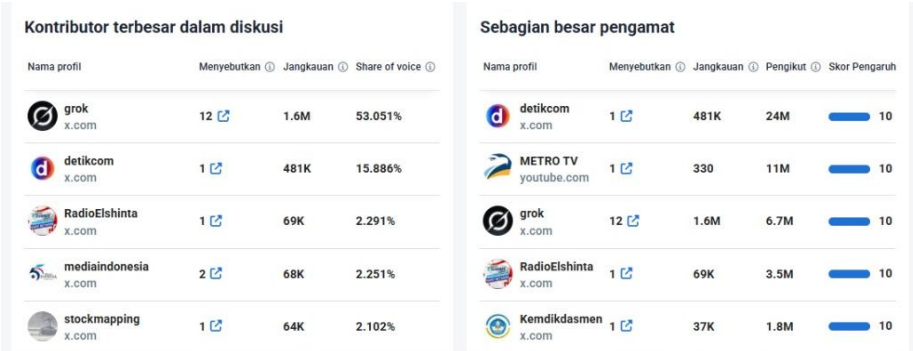 Kontributor terbesar dalam diskusi
Nama profil Menyebutkan Jangkauan Share of voice
grok
x.com
12 1.6M 53.051%
detikcom
x.com
1 481K 15.886%
RadioElshinta
x.com
1 69K 2.291%
mediaindonesia
x.com
2 68K 2.251%
stockmapping
x.com
1 64K 2.102%
Sebagian besar pengamat
Nama profil Menyebutkan Jangkauan Pengikut Skor Pengaruh
detikcom
x.com
1 481K 24M 10
METRO TV
youtube.com
1 330 11M 10
grok
x.com
12 1.6M 6.7M 10
RadioElshinta
x.com
1 69K 3.5M 10
Kemdikdasmen
x.com
1 37K 1.8M 10